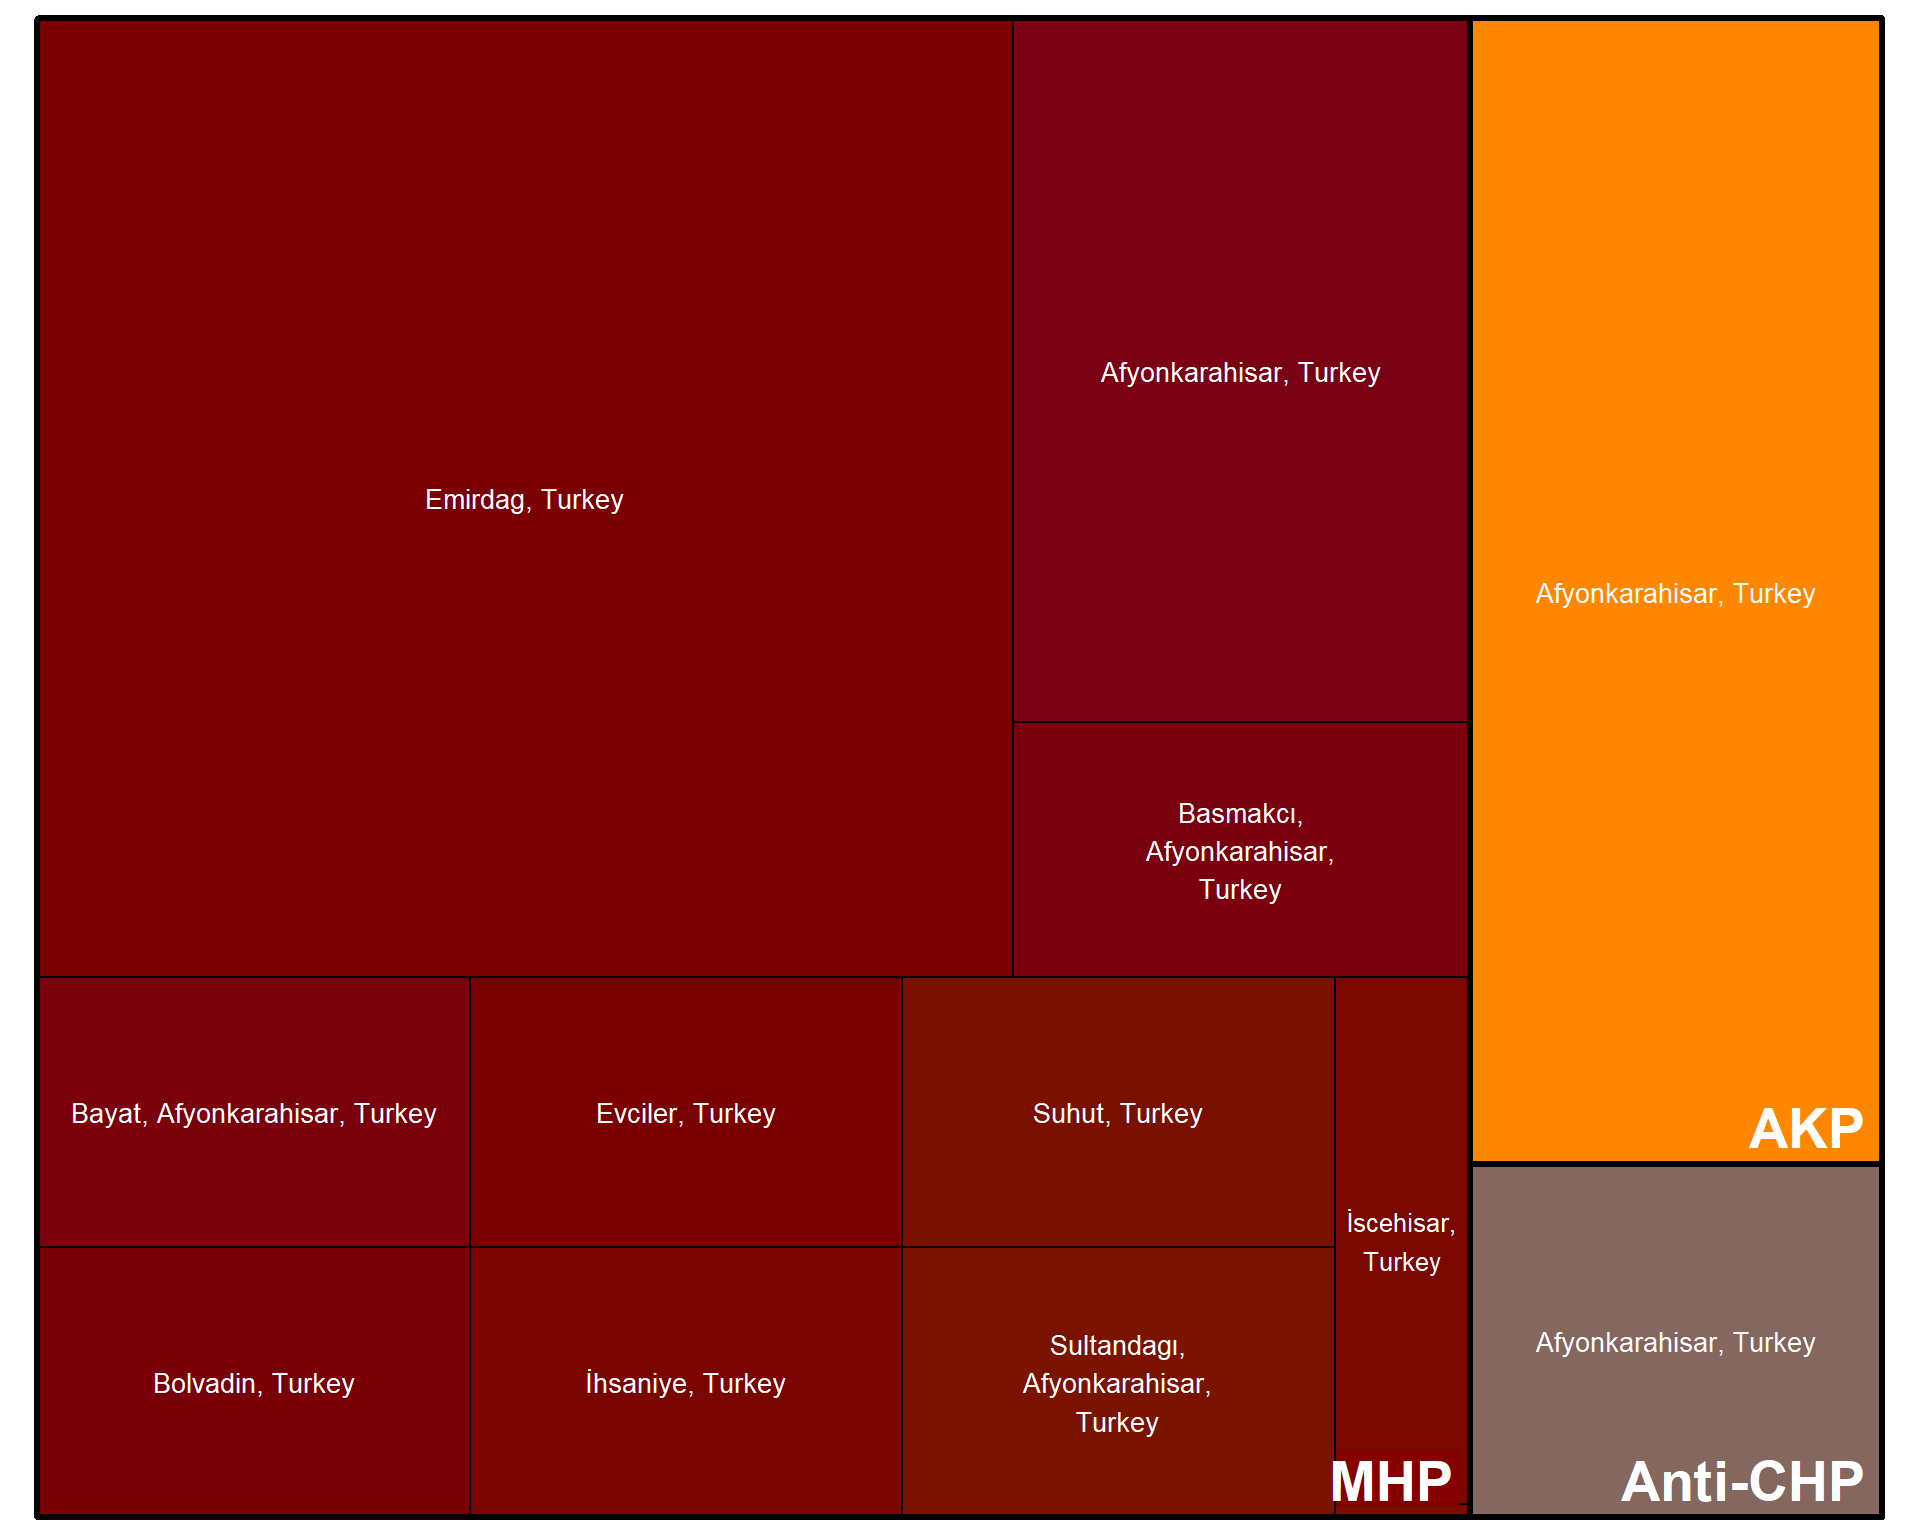 Emirdag, Turkey
Afyonkarahisar, Turkey
Basmakcı,
Afyonkarahisar,
Turkey
Bayat, Afyonkarahisar, Turkey
Evciler, Turkey
Suhut, Turkey
İscehisar,
Turkey
Bolvadin, Turkey
İhsaniye, Turkey
Sultandagı,
Afyonkarahisar,
Turkey
MHP
Afyonkarahisar, Turkey
AKP
Afyonkarahisar, Turkey
Anti-CHP